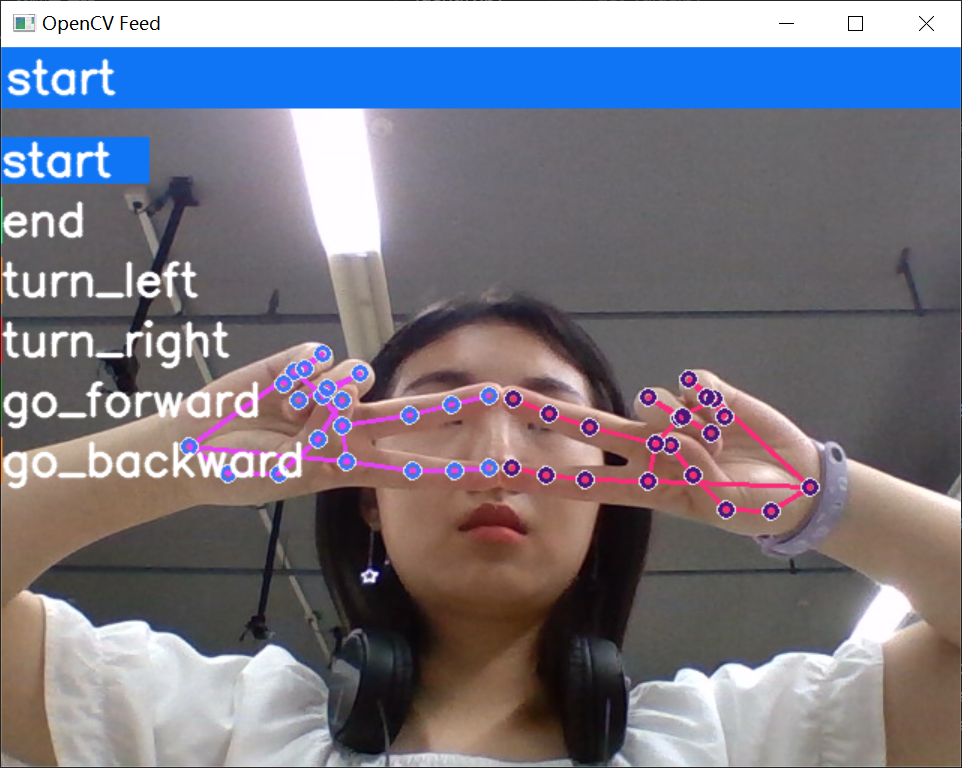 OpenCV Feed
start
start
end
turn_left
turn_right
go_forward
go_backward